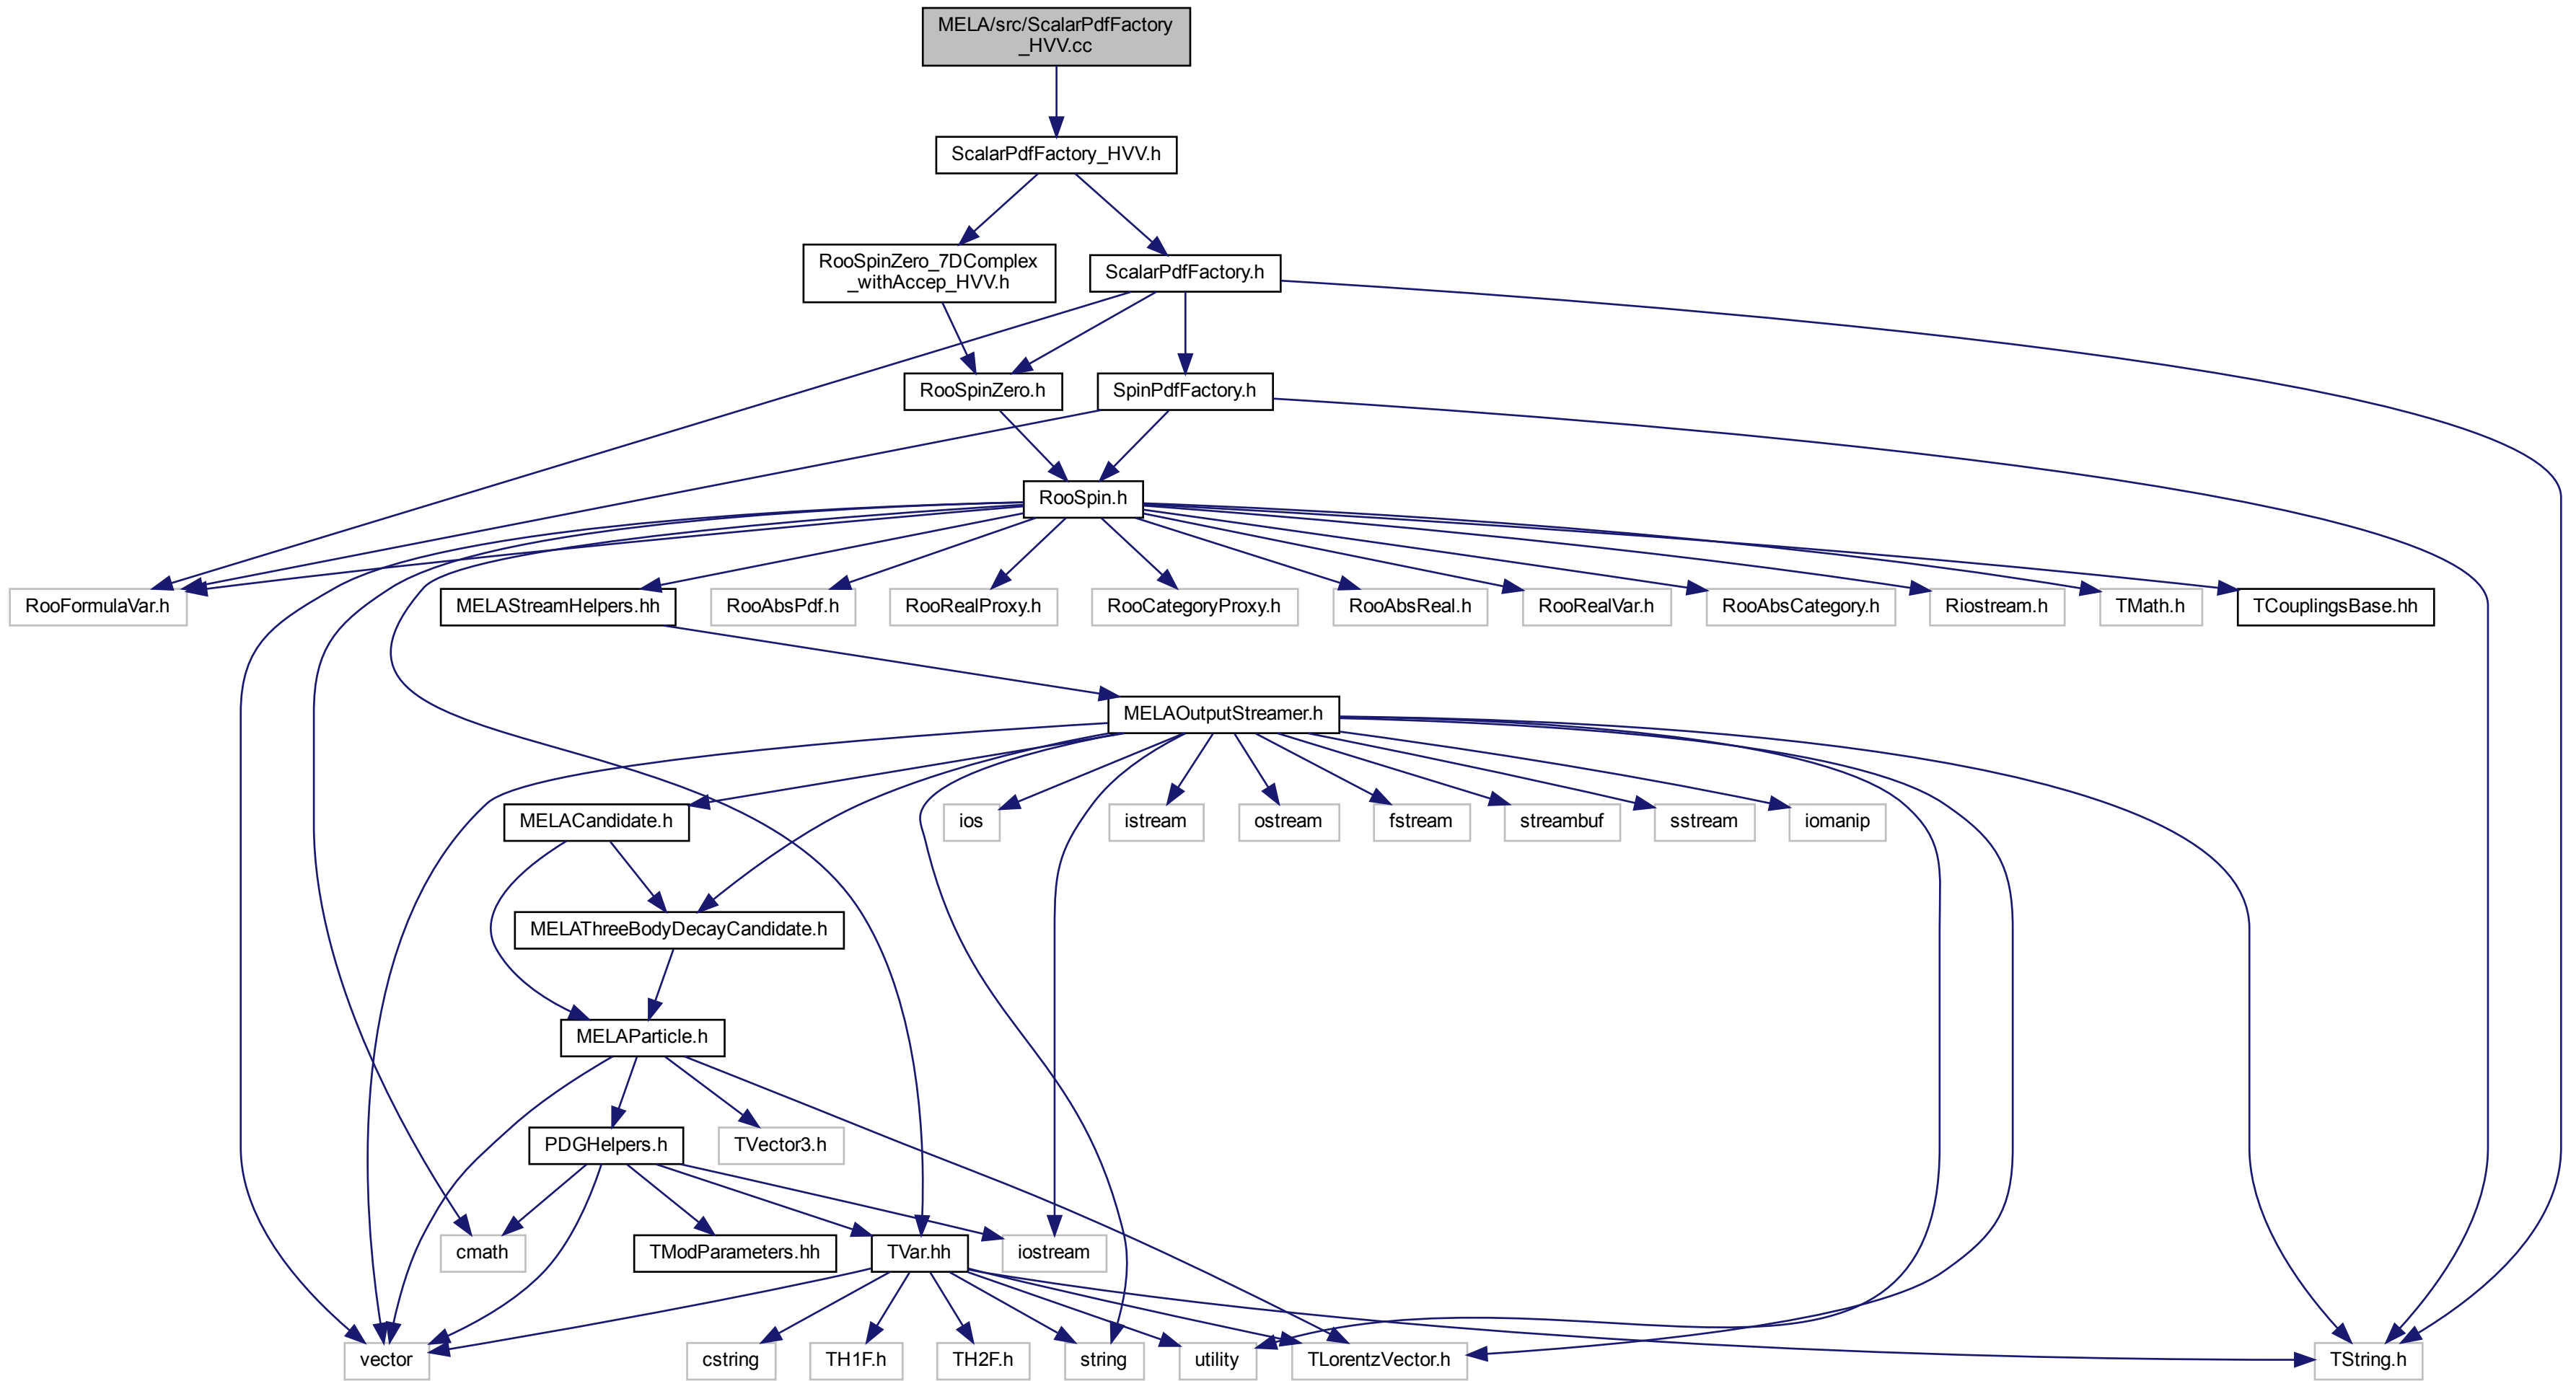 MELA/src/ScalarPdfFactory
_HVV.cc
ScalarPdfFactory_HVV.h
RooSpinZero_7DComplex
_withAccep_HVV.h
ScalarPdfFactory.h
RooSpinZero.h
SpinPdfFactory.h
RooSpin.h
RooFormulaVar.h
MELAStreamHelpers.hh
RooAbsPdf.h
RooRealProxy.h
RooCategoryProxy.h
RooAbsReal.h
RooRealVar.h
RooAbsCategory.h
Riostream.h
TMath.h
TCouplingsBase.hh
MELAOutputStreamer.h
MELACandidate.h
ios
istream
ostream
fstream
streambuf
sstream
iomanip
MELAThreeBodyDecayCandidate.h
MELAParticle.h
PDGHelpers.h
TVector3.h
cmath
TModParameters.hh
TVar.hh
iostream
vector
cstring
TH1F.h
TH2F.h
string
utility
TLorentzVector.h
TString.h